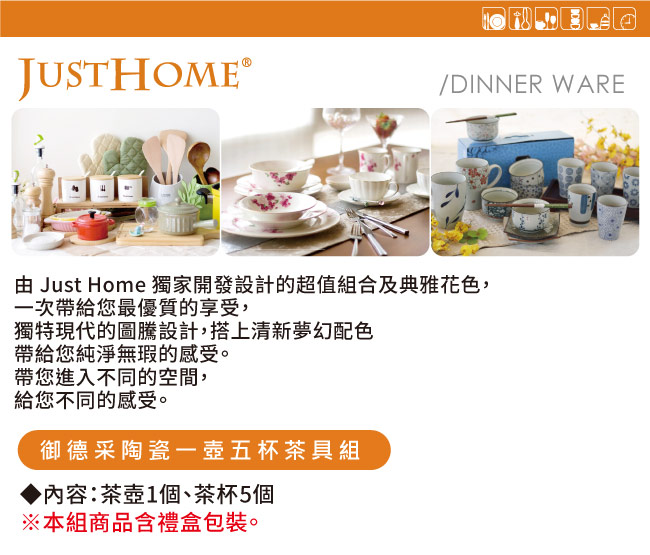 JUSTHOME®
/DINNER WARE
由 Just Home 獨家開發設計的超值組合及典雅花色，
一次帶給您最優質的享受，
獨特現代的圖騰設計，搭上清新夢幻配色
帶給您純淨無瑕的感受。
帶您進入不同的空間，
給您不同的感受。
御德采陶瓷一壺五杯茶具組
◆內容：茶壺1個、茶杯5個
※本組商品含禮盒包裝。